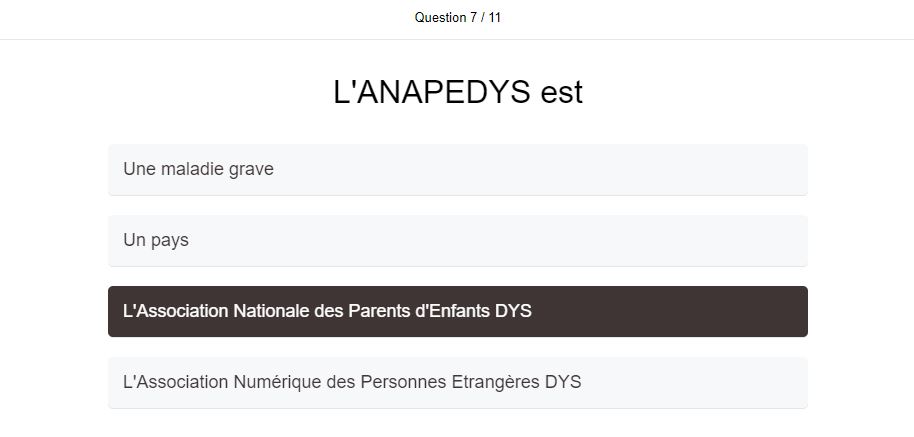 Question 7 / 11
L'ANAPEDYS est
Une maladie grave
Un pays
L'Association Nationale des Parents d'Enfants DYS
L'Association Numérique des Personnes Etrangères DYS